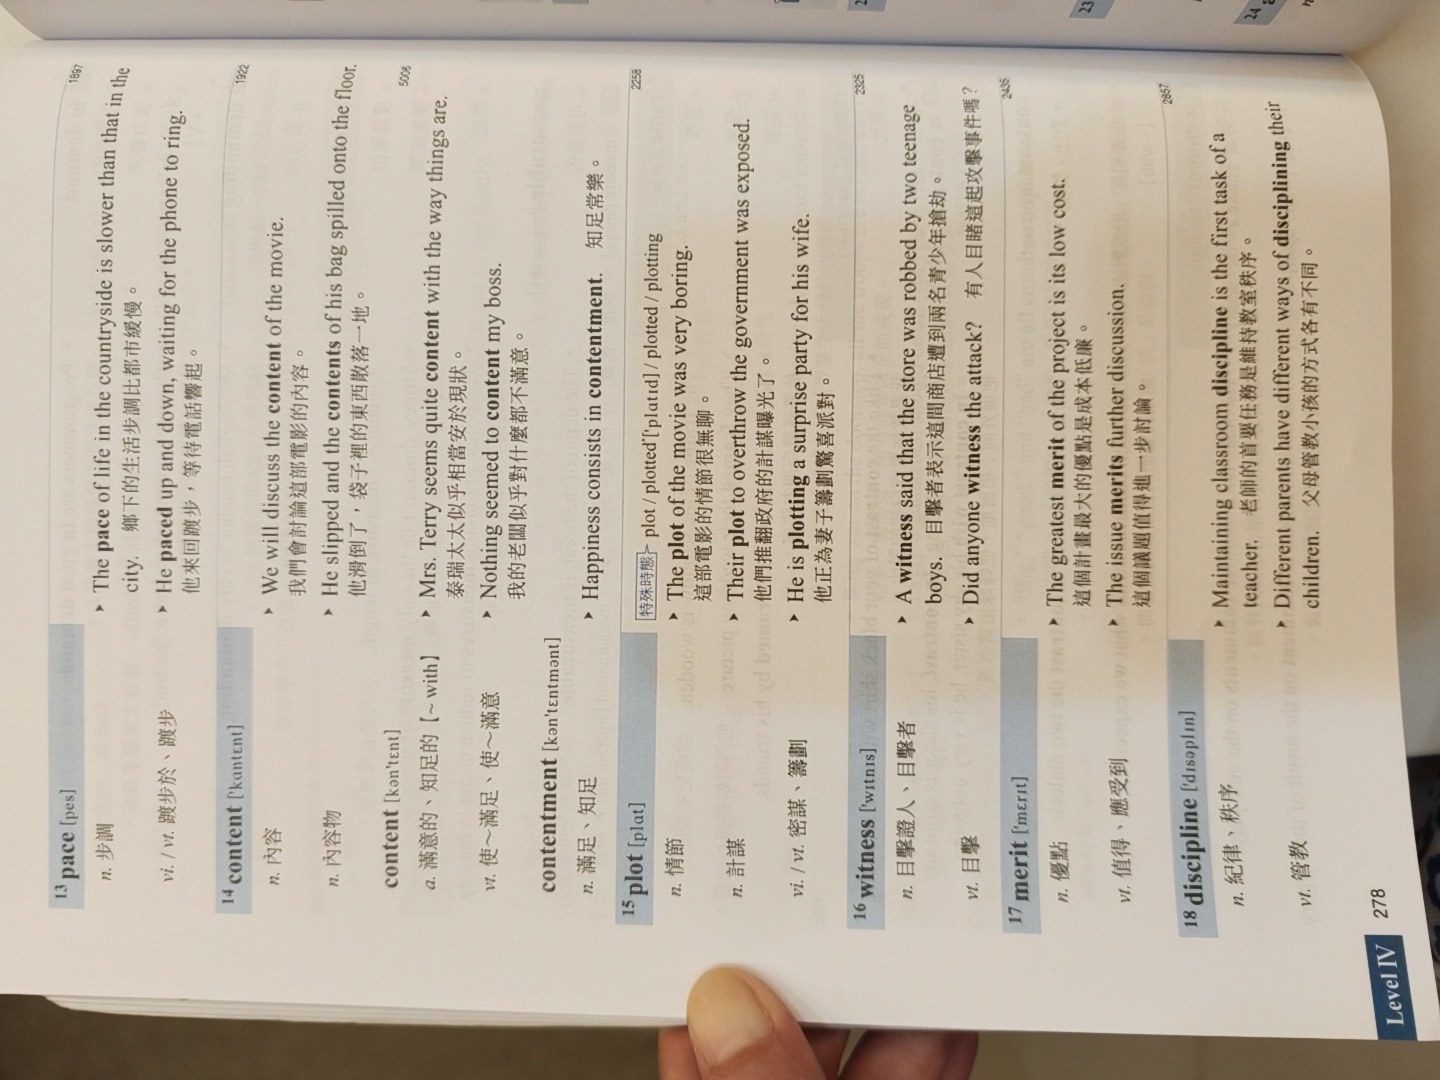 13 pace [pes] 1897
n. 步調
▸ The pace of life in the countryside is slower than that in the
city. 鄉下的生活步調比都市緩慢。
vi. / vt. 踱步於、踱步
▸ He paced up and down, waiting for the phone to ring.
他來回踱步，等待電話響起。
14 content [ˈkɑntɛnt] 1922
n. 內容
▸ We will discuss the content of the movie.
我們會討論這部電影的內容。
n. 內容物
▸ He slipped and the contents of his bag spilled onto the floor.
他滑倒了，袋子裡的東西散落一地。
content [kənˈtɛnt] 5006
a. 滿意的、知足的【~ with】
▸ Mrs. Terry seems quite content with the way things are.
泰瑞太太似乎相當安於現狀。
vt. 使～滿足、使～滿意
▸ Nothing seemed to content my boss.
我的老闆似乎對什麼都不滿意。
contentment [kənˈtɛntmənt]
n. 滿足、知足
▸ Happiness consists in contentment. 知足常樂。
15 plot [plɑt] 2258
特殊時態 plot / plotted [ˈplɑtɪd] / plotted / plotting
n. 情節
▸ The plot of the movie was very boring.
這部電影的情節很無聊。
n. 計謀
▸ Their plot to overthrow the government was exposed.
他們推翻政府的計謀曝光了。
vi. / vt. 密謀、籌劃
▸ He is plotting a surprise party for his wife.
他正為妻子籌劃驚喜派對。
16 witness [ˈwɪtnɪs] 2325
n. 目擊證人、目擊者
▸ A witness said that the store was robbed by two teenage
boys. 目擊者表示這間商店遭到兩名青少年搶劫。
vt. 目擊
▸ Did anyone witness the attack? 有人目睹這起攻擊事件嗎？
17 merit [ˈmɛrɪt] 2435
n. 優點
▸ The greatest merit of the project is its low cost.
這個計畫最大的優點是成本低廉。
vt. 值得、應受到
▸ The issue merits further discussion.
這個議題值得進一步討論。
18 discipline [ˈdɪsəplɪn] 2657
n. 紀律、秩序
▸ Maintaining classroom discipline is the first task of a
teacher. 老師的首要任務是維持教室秩序。
vt. 管教
▸ Different parents have different ways of disciplining their
children. 父母管教小孩的方式各有不同。
Level IV 278
23
24